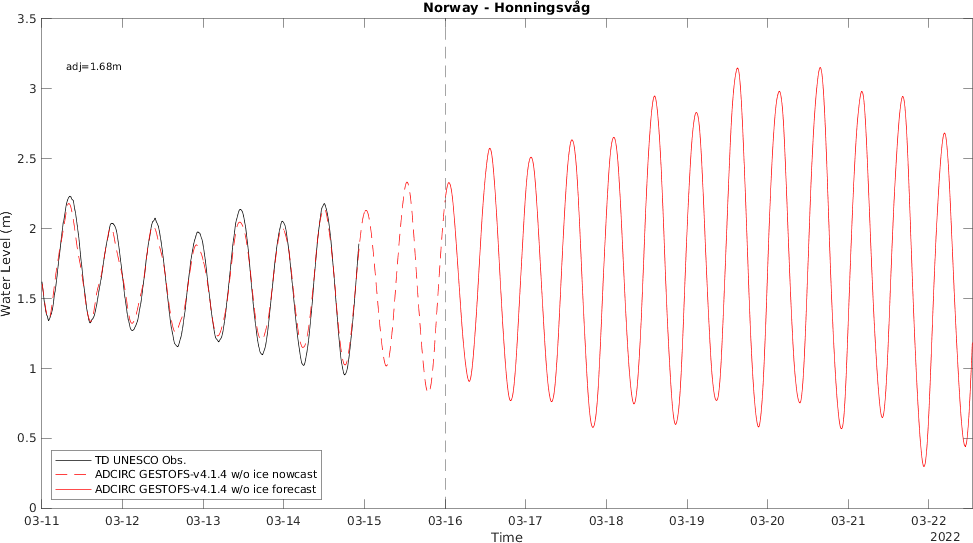 Norway - Honningsvåg
3.5
3
2.5
2
1.5
1
0.5
0
Water Level (m)
adj=1.68m
TD UNESCO Obs.
ADCIRC GESTOFS-v4.1.4 w/o ice nowcast
ADCIRC GESTOFS-v4.1.4 w/o ice forecast
03-11 03-12 03-13 03-14 03-15 03-16 03-17 03-18 03-19 03-20 03-21 03-22
Time
2022